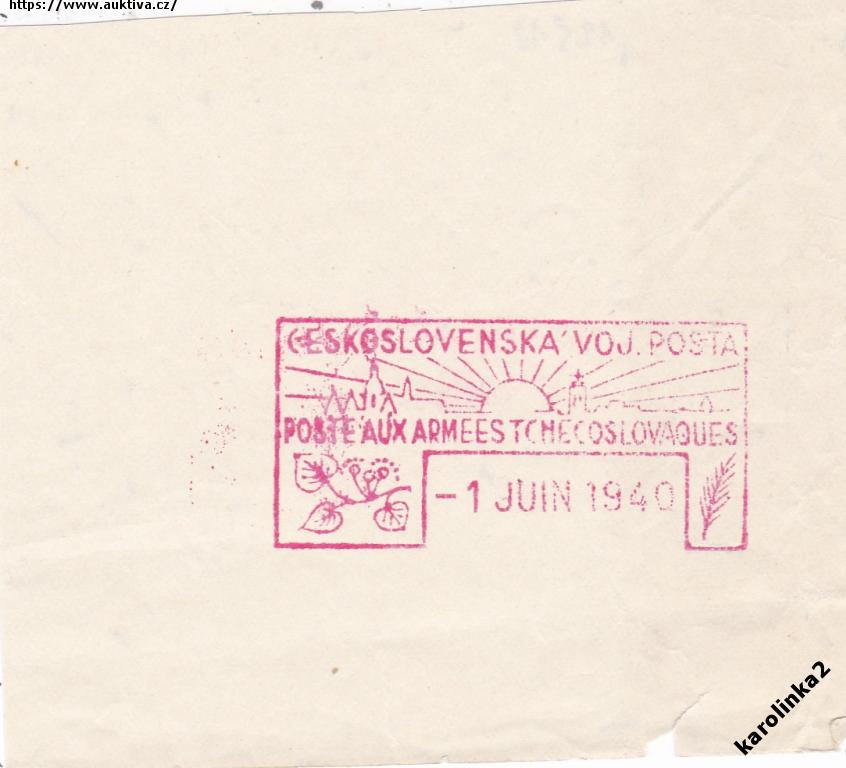 https://www.auktiva.cz/
ČESKOSLOVENSKÁ VOJ. POŠTA
POSTE AUX ARMEES TCHECOSLOVAQUES
-1 JUIN 1940
karolinka2